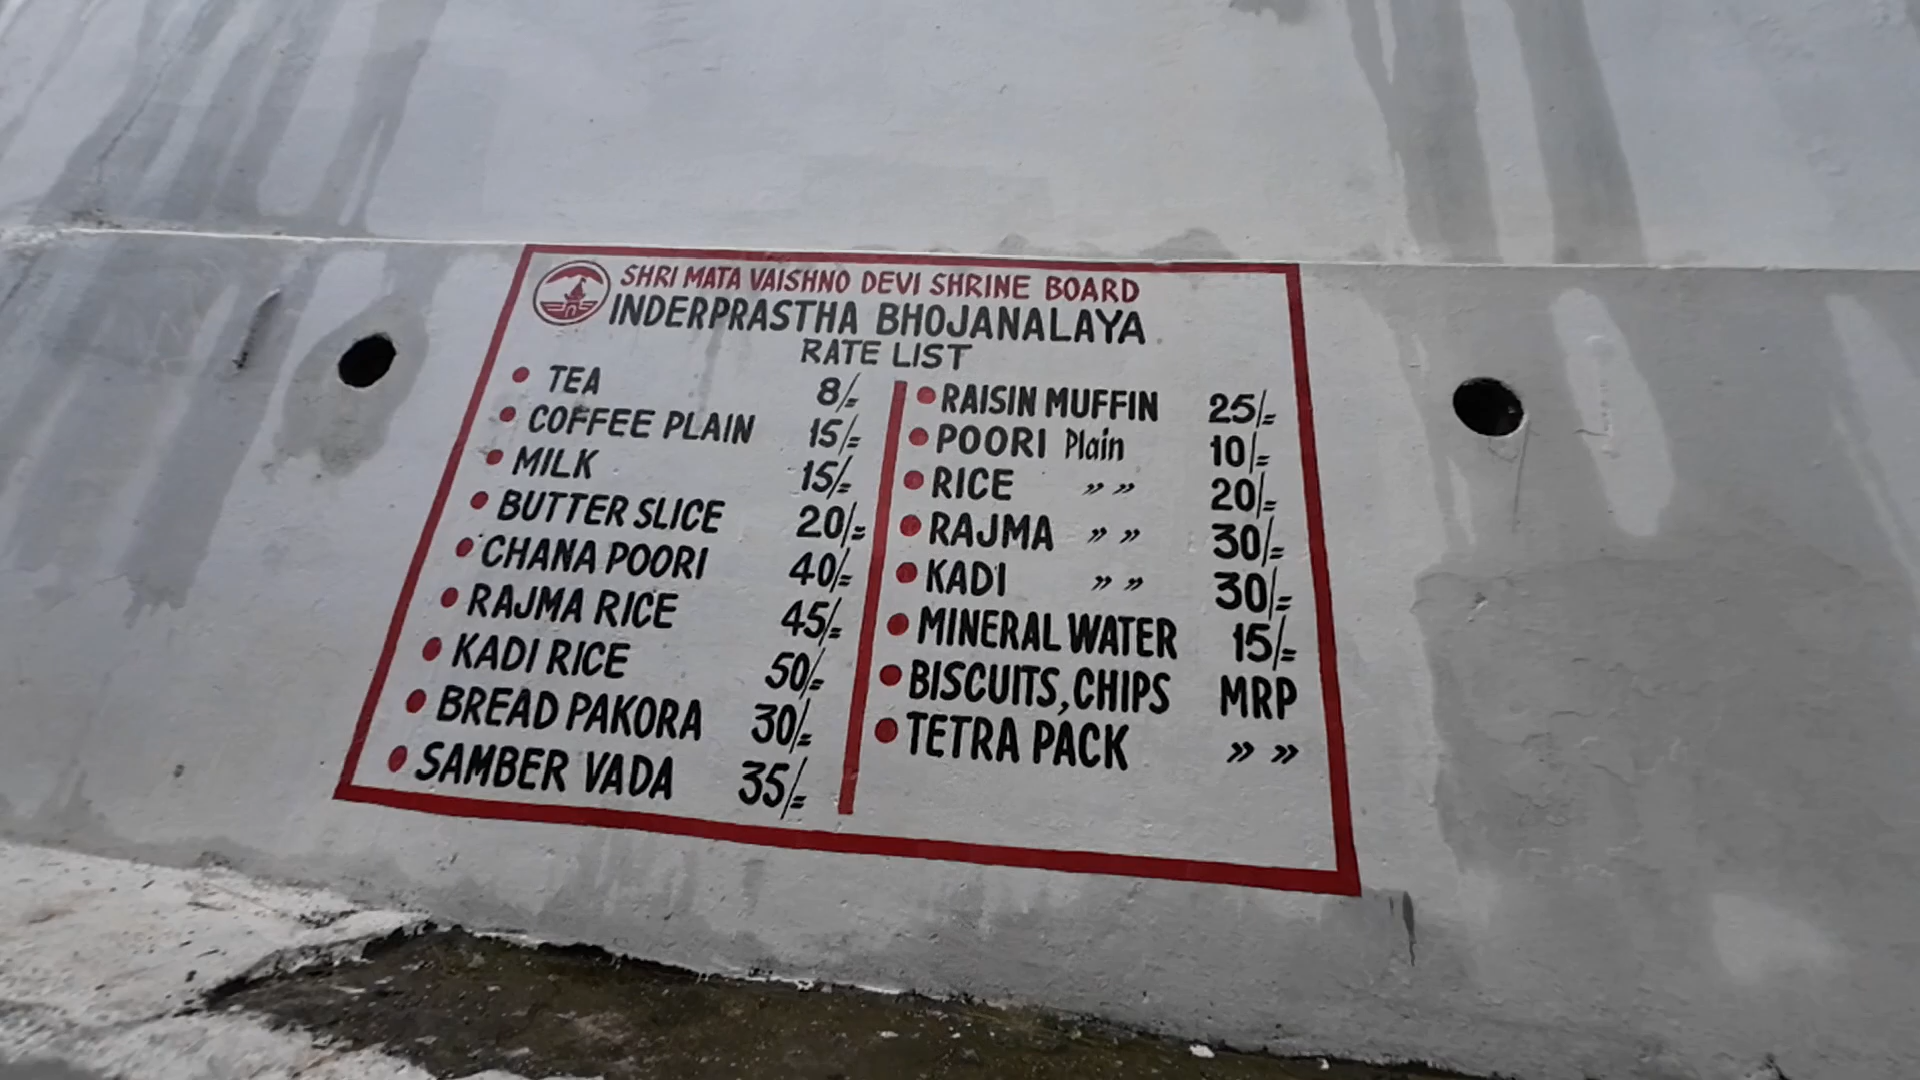 SHRI MATA VAISHNO DEVI SHRINE BOARD
INDERPRASTHA BHOJANALAYA
RATE LIST
• TEA 8/=
• COFFEE PLAIN 15/=
• MILK 15/=
• BUTTER SLICE 20/=
• CHANA POORI 40/=
• RAJMA RICE 45/=
• KADI RICE 50/=
• BREAD PAKORA 30/=
• SAMBER VADA 35/=
• RAISIN MUFFIN 25/=
• POORI Plain 10/=
• RICE " " 20/=
• RAJMA " " 30/=
• KADI " " 30/=
• MINERAL WATER 15/=
• BISCUITS, CHIPS MRP
• TETRA PACK " "